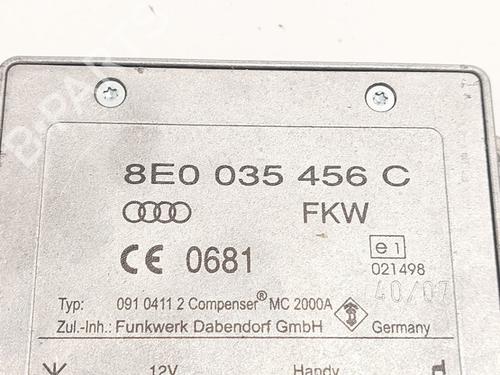 B-PARTS
8E0 035 456 C
FKW
CE 0681
e1
021498
40/07
Typ: 091 0411 2 Compenser® MC 2000A
Zul.-Inh.: Funkwerk Dabendorf GmbH Germany
12V Handy